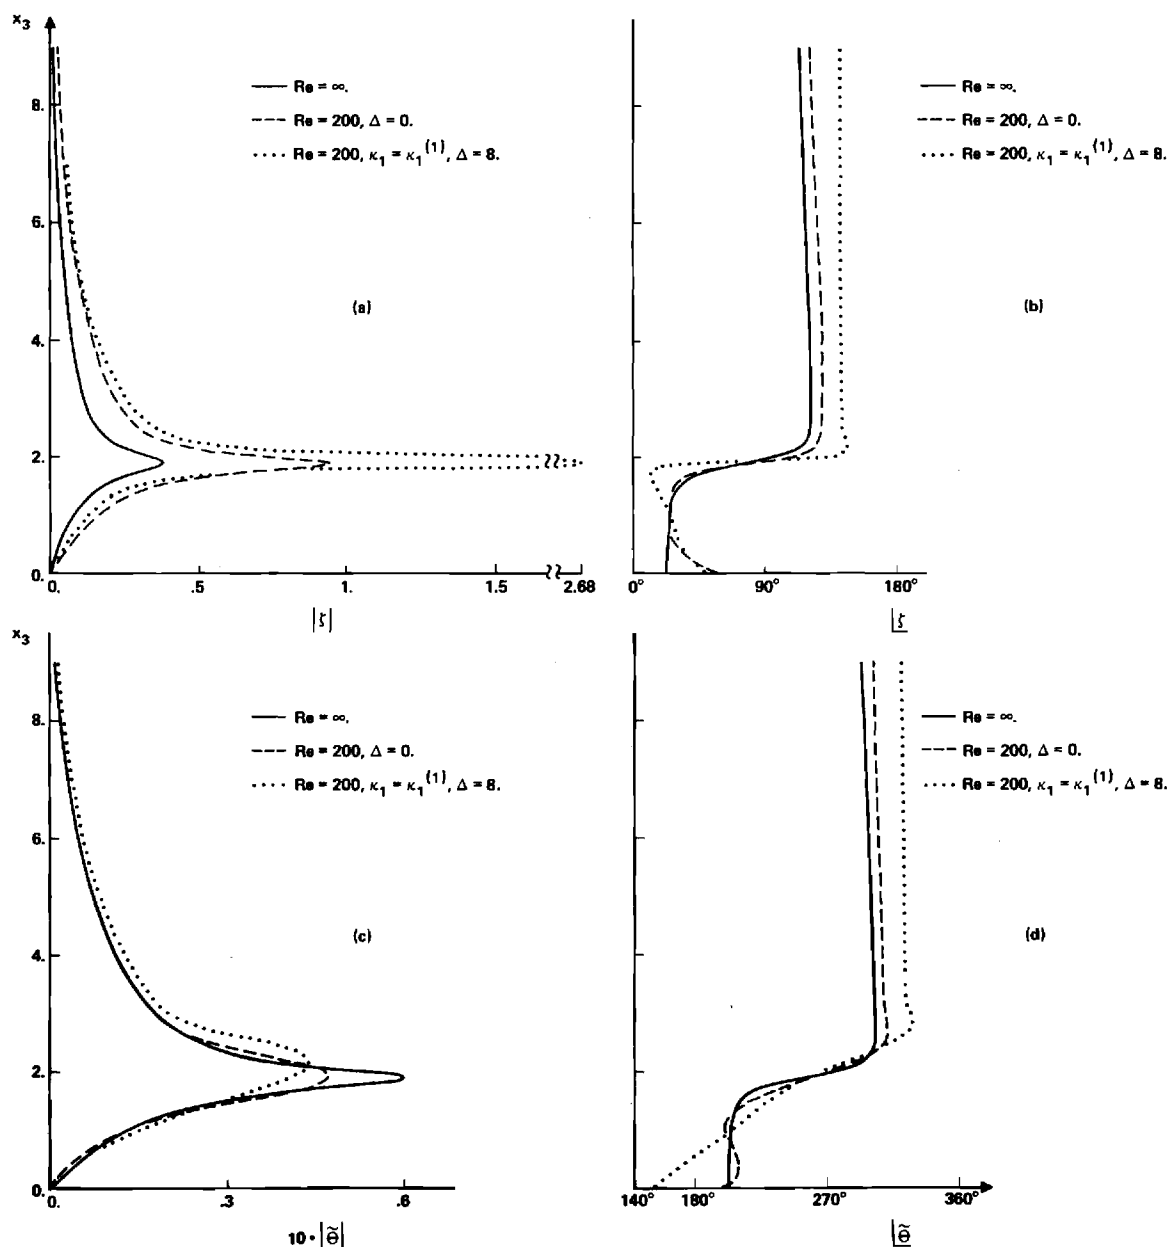 x₃
8.
6.
4.
2.
0.
0.
.5
1.
1.5
2.68
|ζ|
Re = ∞.
Re = 200, Δ = 0.
Re = 200, κ₁ = κ₁⁽¹⁾, Δ = 8.
(a)
Re = ∞.
Re = 200, Δ = 0.
Re = 200, κ₁ = κ₁⁽¹⁾, Δ = 8.
(b)
0°
90°
180°
ζ
x₃
8.
6.
4.
2.
0.
0.
.3
.6
10 • |θ̃|
Re = ∞.
Re = 200, Δ = 0.
Re = 200, κ₁ = κ₁⁽¹⁾, Δ = 8.
(c)
Re = ∞.
Re = 200, Δ = 0.
Re = 200, κ₁ = κ₁⁽¹⁾, Δ = 8.
(d)
140°
180°
270°
360°
θ̃